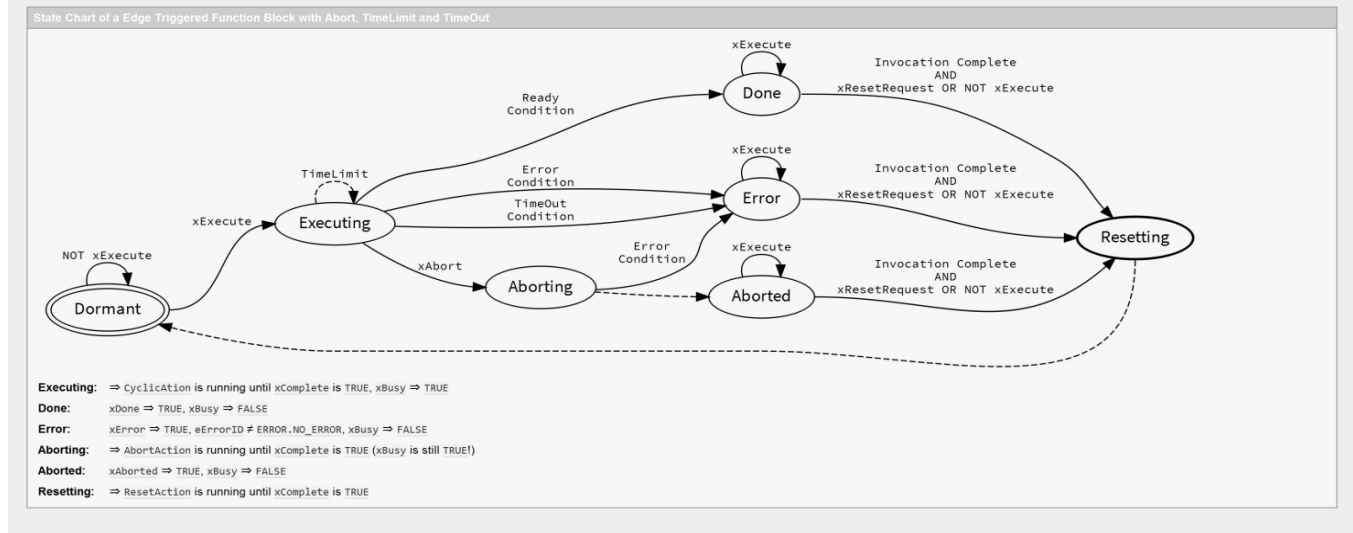 State Chart of a Edge Triggered Function Block with Abort, TimeLimit and TimeOut
xExecute
Done
Invocation Complete
AND
xResetRequest OR NOT xExecute
Ready
Condition
xExecute
Error
Invocation Complete
AND
xResetRequest OR NOT xExecute
TimeLimit
Executing
Error
Condition
TimeOut
Condition
xExecute
Resetting
NOT xExecute
Dormant
xAbort
Aborting
Error
Condition
xExecute
Aborted
Invocation Complete
AND
xResetRequest OR NOT xExecute
Executing: ⇒ CyclicAtion is running until xComplete is TRUE, xBusy ⇒ TRUE
Done: xDone ⇒ TRUE, xBusy ⇒ FALSE
Error: xError ⇒ TRUE, eErrorID ≠ ERROR.NO_ERROR, xBusy ⇒ FALSE
Aborting: ⇒ AbortAction is running until xComplete is TRUE (xBusy is still TRUE!)
Aborted: xAborted ⇒ TRUE, xBusy ⇒ FALSE
Resetting: ⇒ ResetAction is running until xComplete is TRUE